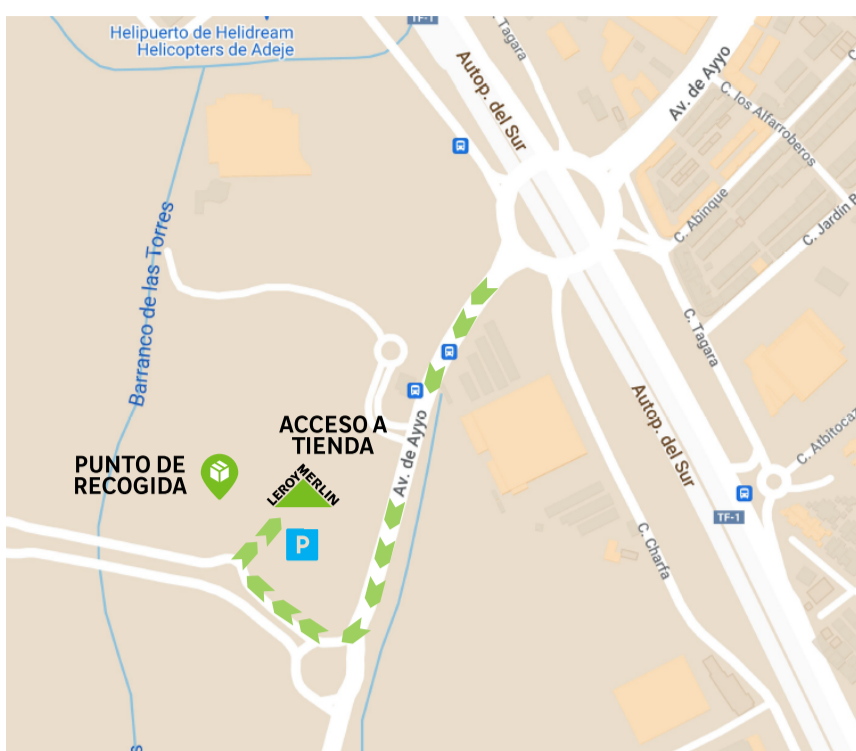 TF-1
Helipuerto de Helidream
Helicopters de Adeje
C. Tagara
Autop. del Sur
Av. de Ayyo
C. los Alfarroberos
C. Abinque
C. Jardín
Barranco de las Torres
C. Tagara
Autop. del Sur
ACCESO A
TIENDA
Av. de Ayyo
C. Atbitocaz
PUNTO DE
RECOGIDA
LEROY MERLIN
TF-1
P
C. Charfa